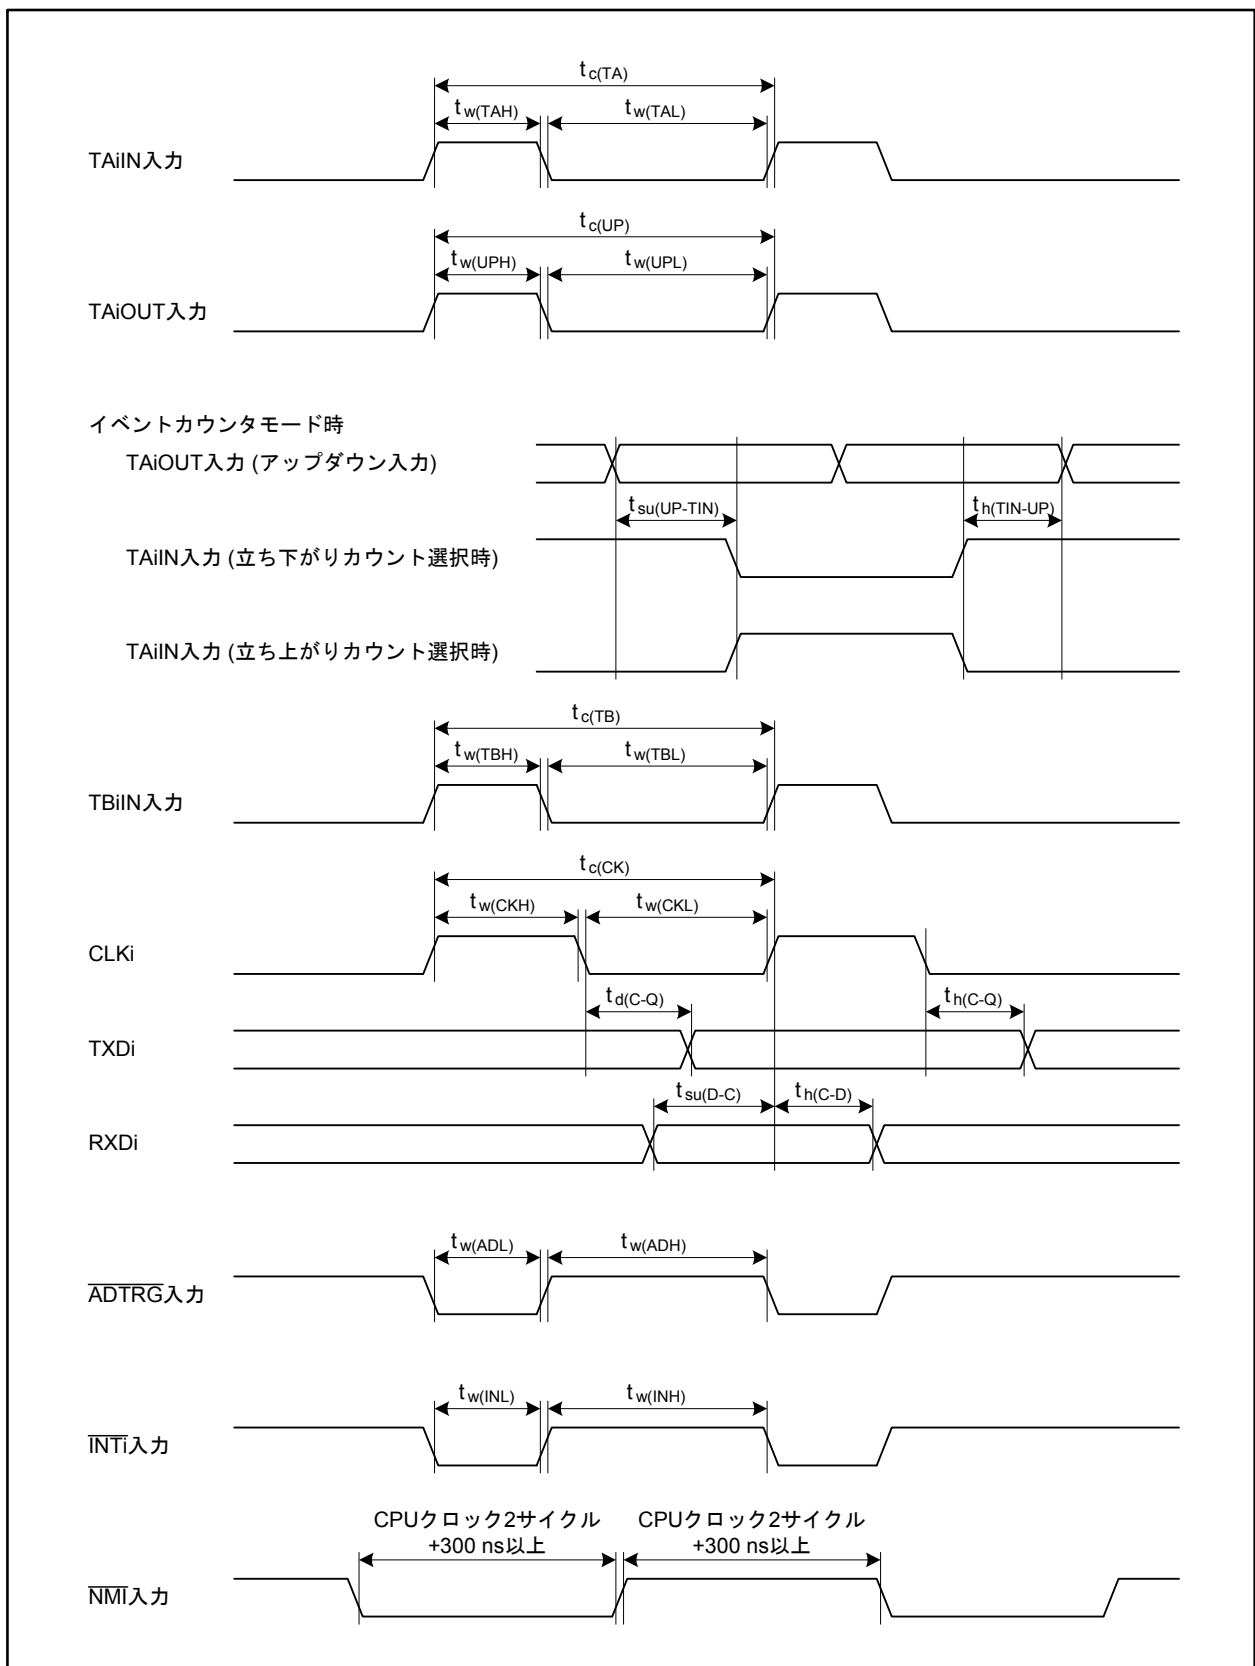 tc(TA)
tw(TAH) tw(TAL)
TAiIN入力
tc(UP)
tw(UPH) tw(UPL)
TAiOUT入力
イベントカウンタモード時
TAiOUT入力 (アップダウン入力)
tsu(UP-TIN) th(TIN-UP)
TAiIN入力 (立ち下がりカウント選択時)
TAiIN入力 (立ち上がりカウント選択時)
tc(TB)
tw(TBH) tw(TBL)
TBiIN入力
tc(CK)
tw(CKH) tw(CKL)
CLKi
td(C-Q) th(C-Q)
TXDi
tsu(D-C) th(C-D)
RXDi
tw(ADL) tw(ADH)
ADTRG入力
tw(INL) tw(INH)
INTi入力
CPUクロック2サイクル CPUクロック2サイクル
+300 ns以上 +300 ns以上
NMI入力